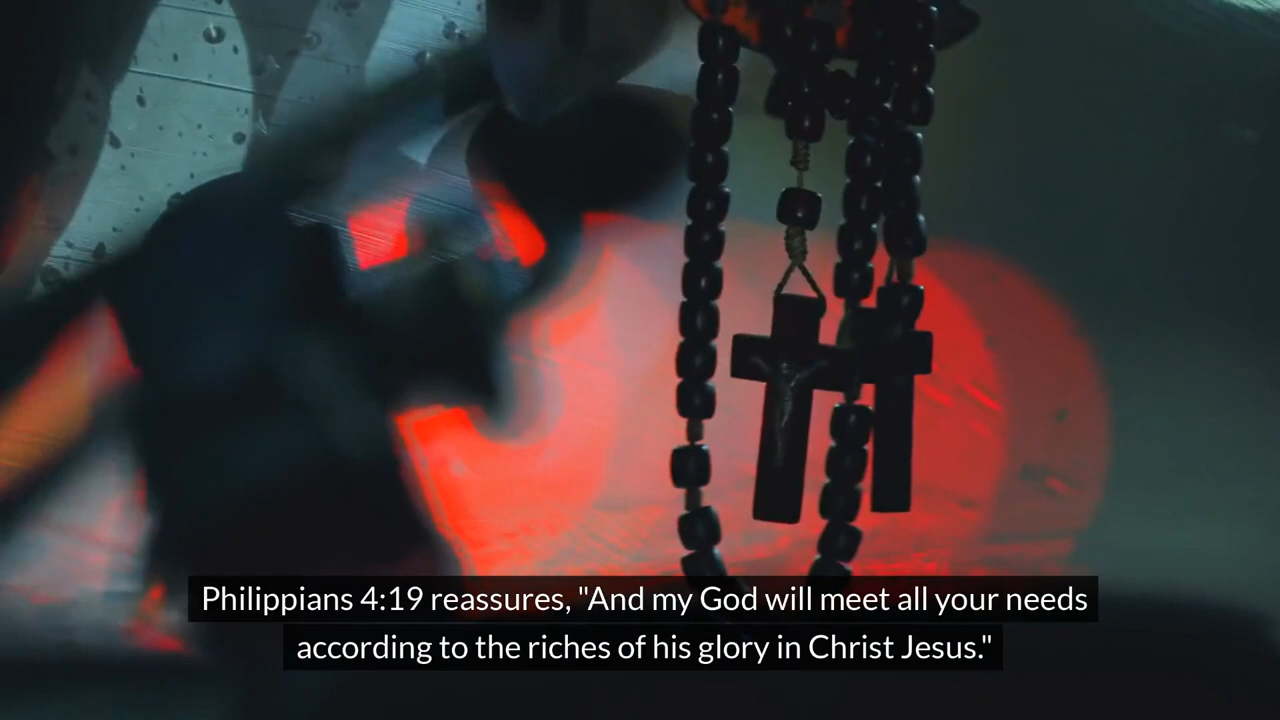 Philippians 4:19 reassures, "And my God will meet all your needs
according to the riches of his glory in Christ Jesus."